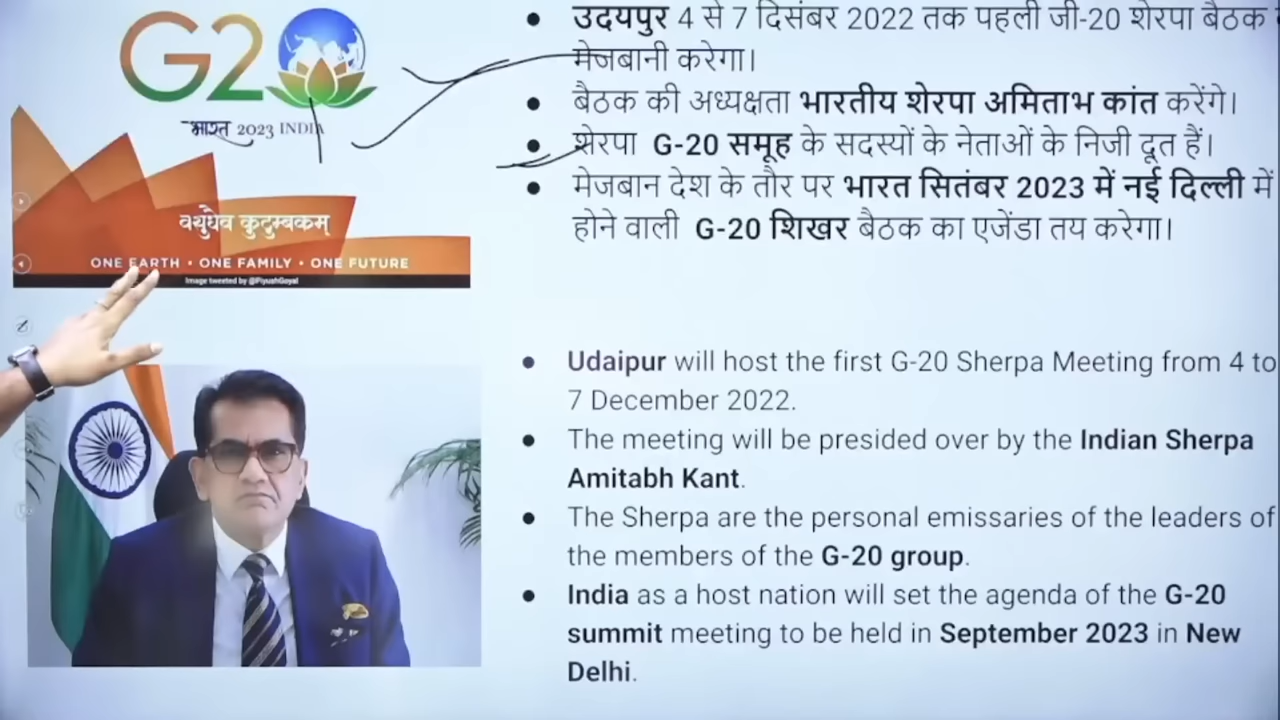 G20
भारत 2023 INDIA
वसुधैव कुटुम्बकम्
ONE EARTH • ONE FAMILY • ONE FUTURE
Image tweeted by @PiyushGoyal
• उदयपुर 4 से 7 दिसंबर 2022 तक पहली जी-20 शेरपा बैठक
मेजबानी करेगा।
• बैठक की अध्यक्षता भारतीय शेरपा अमिताभ कांत करेंगे।
• शेरपा G-20 समूह के सदस्यों के नेताओं के निजी दूत हैं।
• मेजबान देश के तौर पर भारत सितंबर 2023 में नई दिल्ली में
होने वाली G-20 शिखर बैठक का एजेंडा तय करेगा।
• Udaipur will host the first G-20 Sherpa Meeting from 4 to
7 December 2022.
• The meeting will be presided over by the Indian Sherpa
Amitabh Kant.
• The Sherpa are the personal emissaries of the leaders of
the members of the G-20 group.
• India as a host nation will set the agenda of the G-20
summit meeting to be held in September 2023 in New
Delhi.